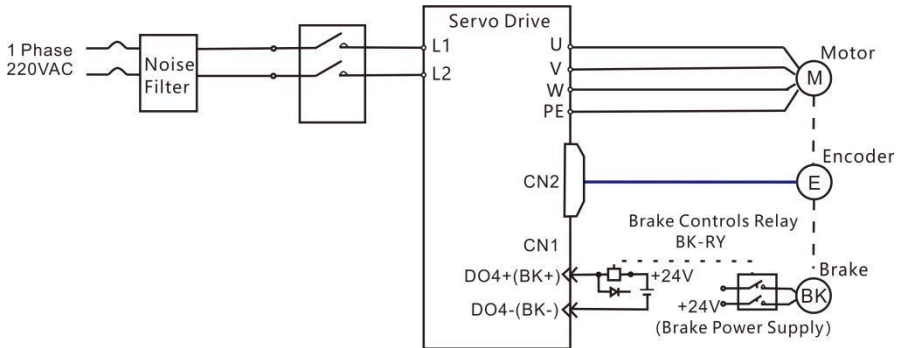 Servo Drive
1 Phase
220VAC
Noise
Filter
L1
L2
U
V
W
PE
Motor
M
CN2
Encoder
E
CN1
Brake Controls Relay
BK-RY
DO4+(BK+)
+24V
DO4-(BK-)
+24V
(Brake Power Supply)
Brake
BK